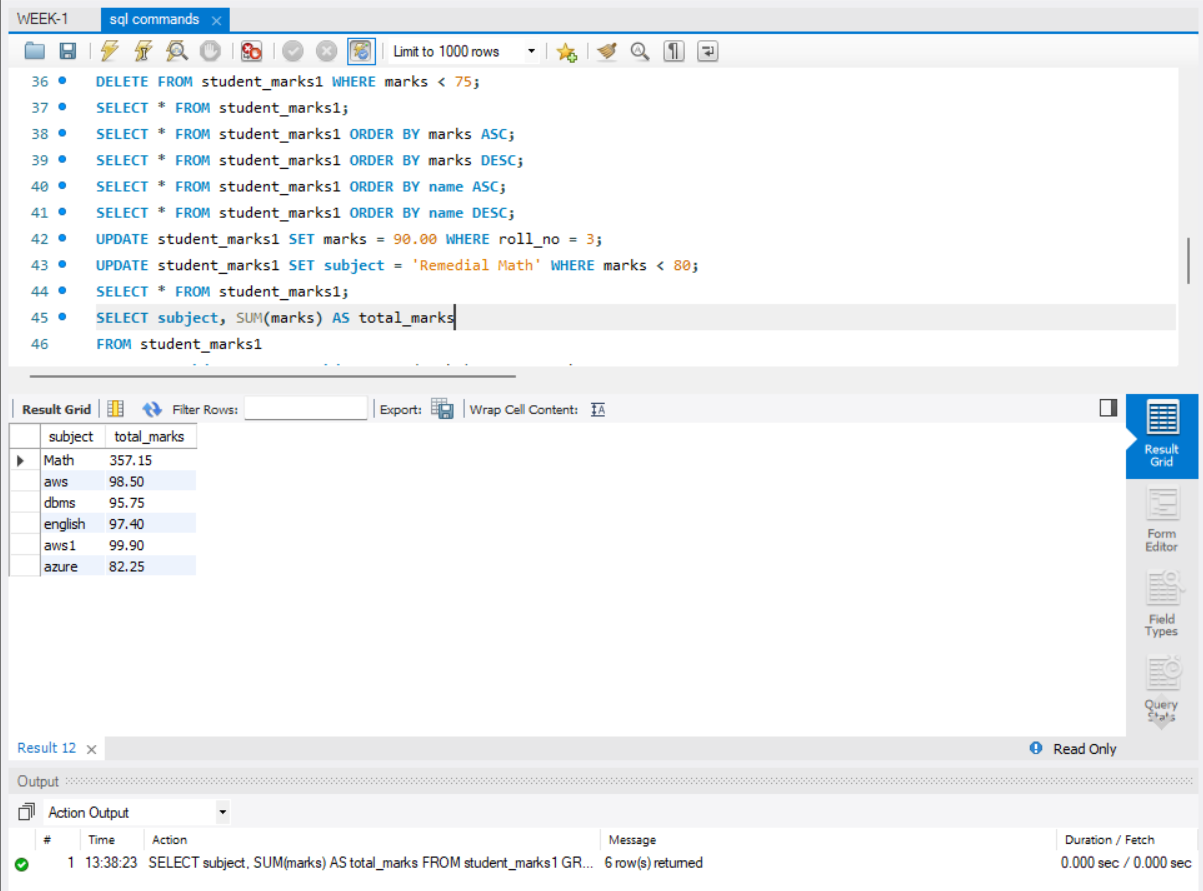 WEEK-1 sql commands
Limit to 1000 rows
36 DELETE FROM student_marks1 WHERE marks < 75;
37 SELECT * FROM student_marks1;
38 SELECT * FROM student_marks1 ORDER BY marks ASC;
39 SELECT * FROM student_marks1 ORDER BY marks DESC;
40 SELECT * FROM student_marks1 ORDER BY name ASC;
41 SELECT * FROM student_marks1 ORDER BY name DESC;
42 UPDATE student_marks1 SET marks = 90.00 WHERE roll_no = 3;
43 UPDATE student_marks1 SET subject = 'Remedial Math' WHERE marks < 80;
44 SELECT * FROM student_marks1;
45 SELECT subject, SUM(marks) AS total_marks
46 FROM student_marks1
Result Grid Filter Rows: Export: Wrap Cell Content:
subject total_marks
Math 357.15
aws 98.50
dbms 95.75
english 97.40
aws1 99.90
azure 82.25
Result
Grid
Form
Editor
Field
Types
Query
Stats
Result 12 Read Only
Output
Action Output
# Time Action Message Duration / Fetch
1 13:38:23 SELECT subject, SUM(marks) AS total_marks FROM student_marks1 GR... 6 row(s) returned 0.000 sec / 0.000 sec